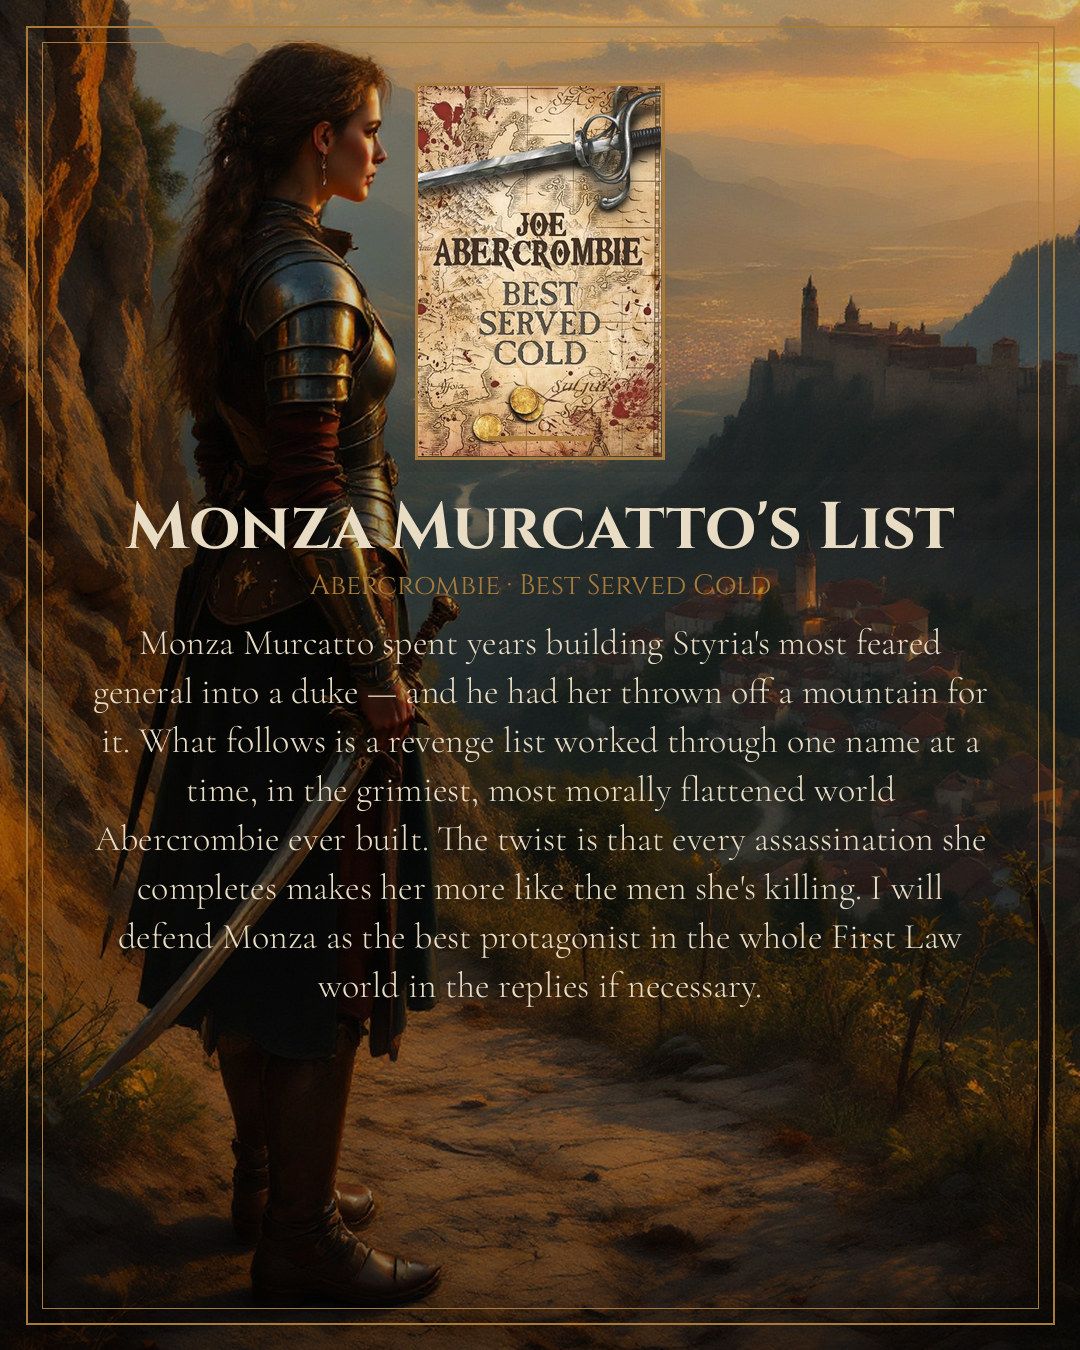 JOE
ABERCROMBIE
BEST
SERVED
COLD
Monza Murcatto's List
Abercrombie · Best Served Cold
Monza Murcatto spent years building Styria's most feared
general into a duke — and he had her thrown off a mountain for
it. What follows is a revenge list worked through one name at a
time, in the grimiest, most morally flattened world
Abercrombie ever built. The twist is that every assassination she
completes makes her more like the men she's killing. I will
defend Monza as the best protagonist in the whole First Law
world in the replies if necessary.